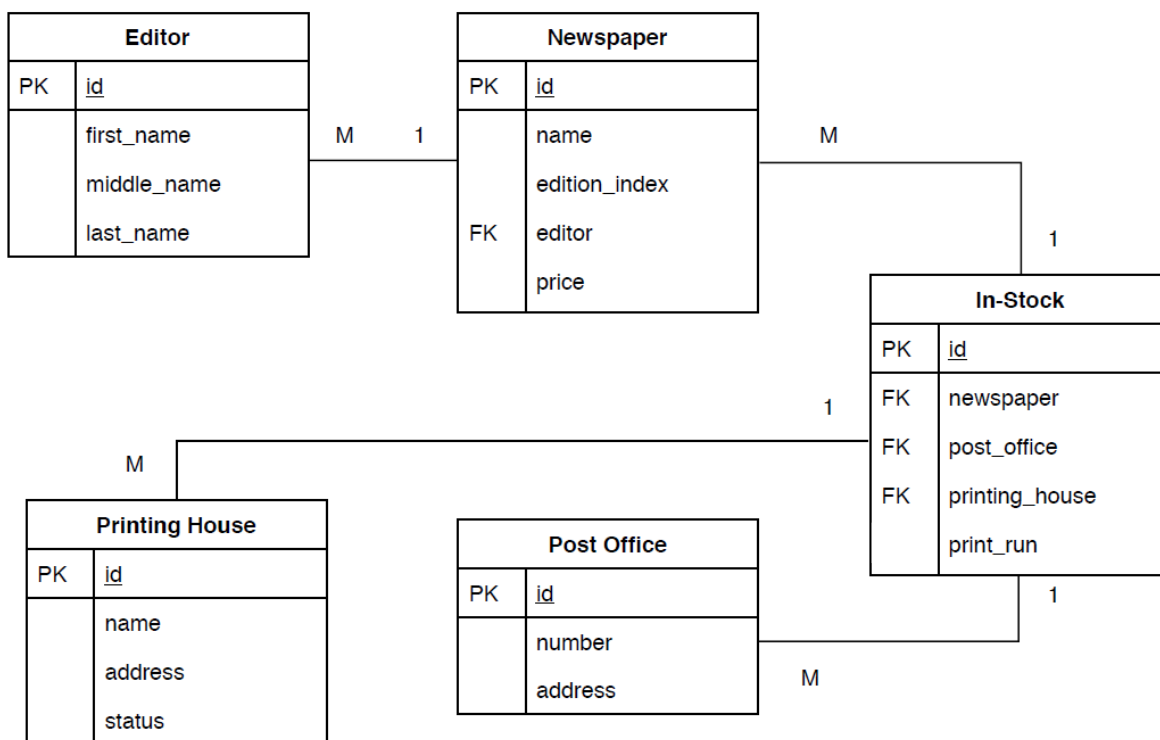 Editor
PK id
first_name
middle_name
last_name
M 1
Newspaper
PK id
name
edition_index
FK editor
price
M
1
In-Stock
PK id
FK newspaper
FK post_office
FK printing_house
print_run
1
M
Printing House
PK id
name
address
status
Post Office
PK id
number
address
1
M